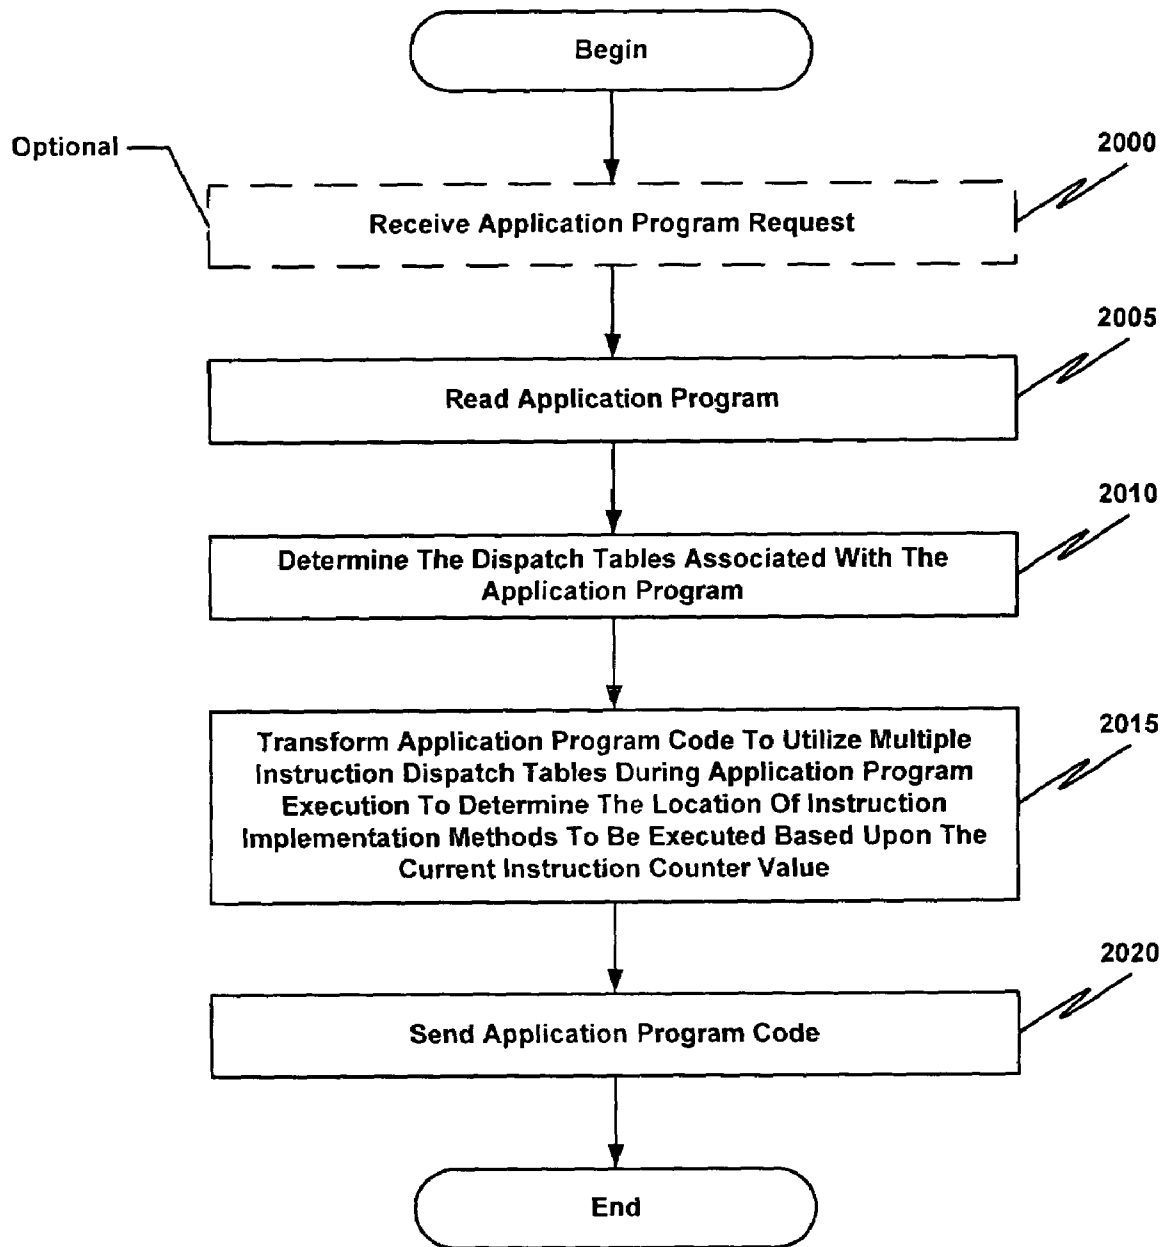 Begin
Optional
2000
Receive Application Program Request
2005
Read Application Program
2010
Determine The Dispatch Tables Associated With The
Application Program
2015
Transform Application Program Code To Utilize Multiple
Instruction Dispatch Tables During Application Program
Execution To Determine The Location Of Instruction
Implementation Methods To Be Executed Based Upon The
Current Instruction Counter Value
2020
Send Application Program Code
End